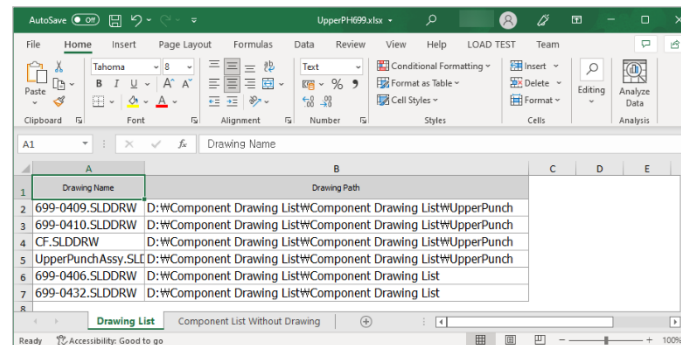 AutoSave Off UpperPH699.xlsx
File Home Insert Page Layout Formulas Data Review View Help LOAD TEST Team
Paste
Tahoma 8
B I U A^ A˅
A
Text
% 9
Conditional Formatting
Format as Table
Cell Styles
Insert
Delete
Format
Editing
Analyze
Data
Clipboard Font Alignment Number Styles Cells Analysis
A1 fx Drawing Name
A B C D E
1 Drawing Name Drawing Path
2 699-0409.SLDDRW D:₩Component Drawing List₩Component Drawing List₩UpperPunch
3 699-0410.SLDDRW D:₩Component Drawing List₩Component Drawing List₩UpperPunch
4 CF.SLDDRW D:₩Component Drawing List₩Component Drawing List₩UpperPunch
5 UpperPunchAssy.SLD D:₩Component Drawing List₩Component Drawing List₩UpperPunch
6 699-0406.SLDDRW D:₩Component Drawing List₩Component Drawing List
7 699-0432.SLDDRW D:₩Component Drawing List₩Component Drawing List
8
Drawing List Component List Without Drawing
Ready Accessibility: Good to go 100%